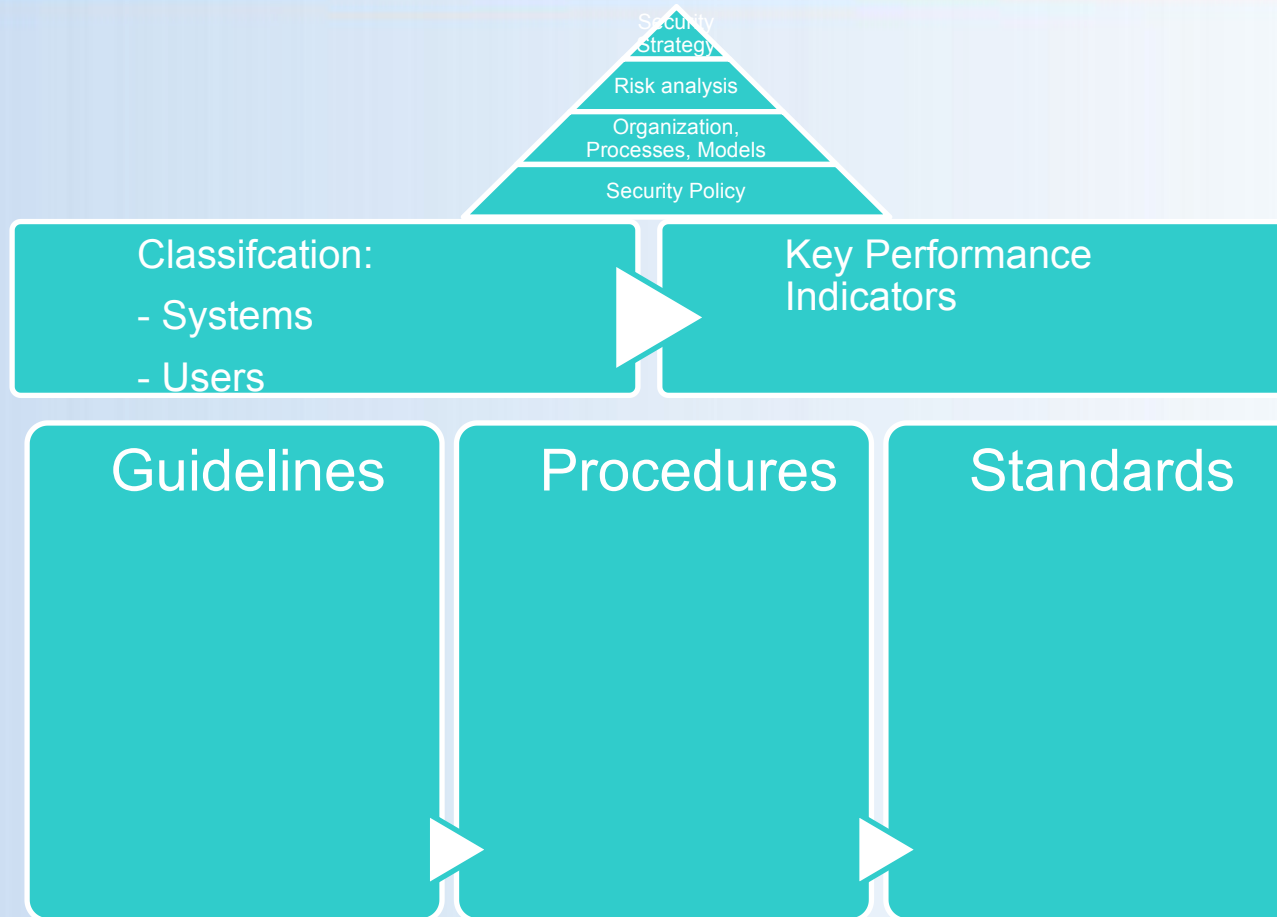 Security
Strategy
Risk analysis
Organization,
Processes, Models
Security Policy
Classifcation:
- Systems
- Users
Key Performance
Indicators
Guidelines
Procedures
Standards